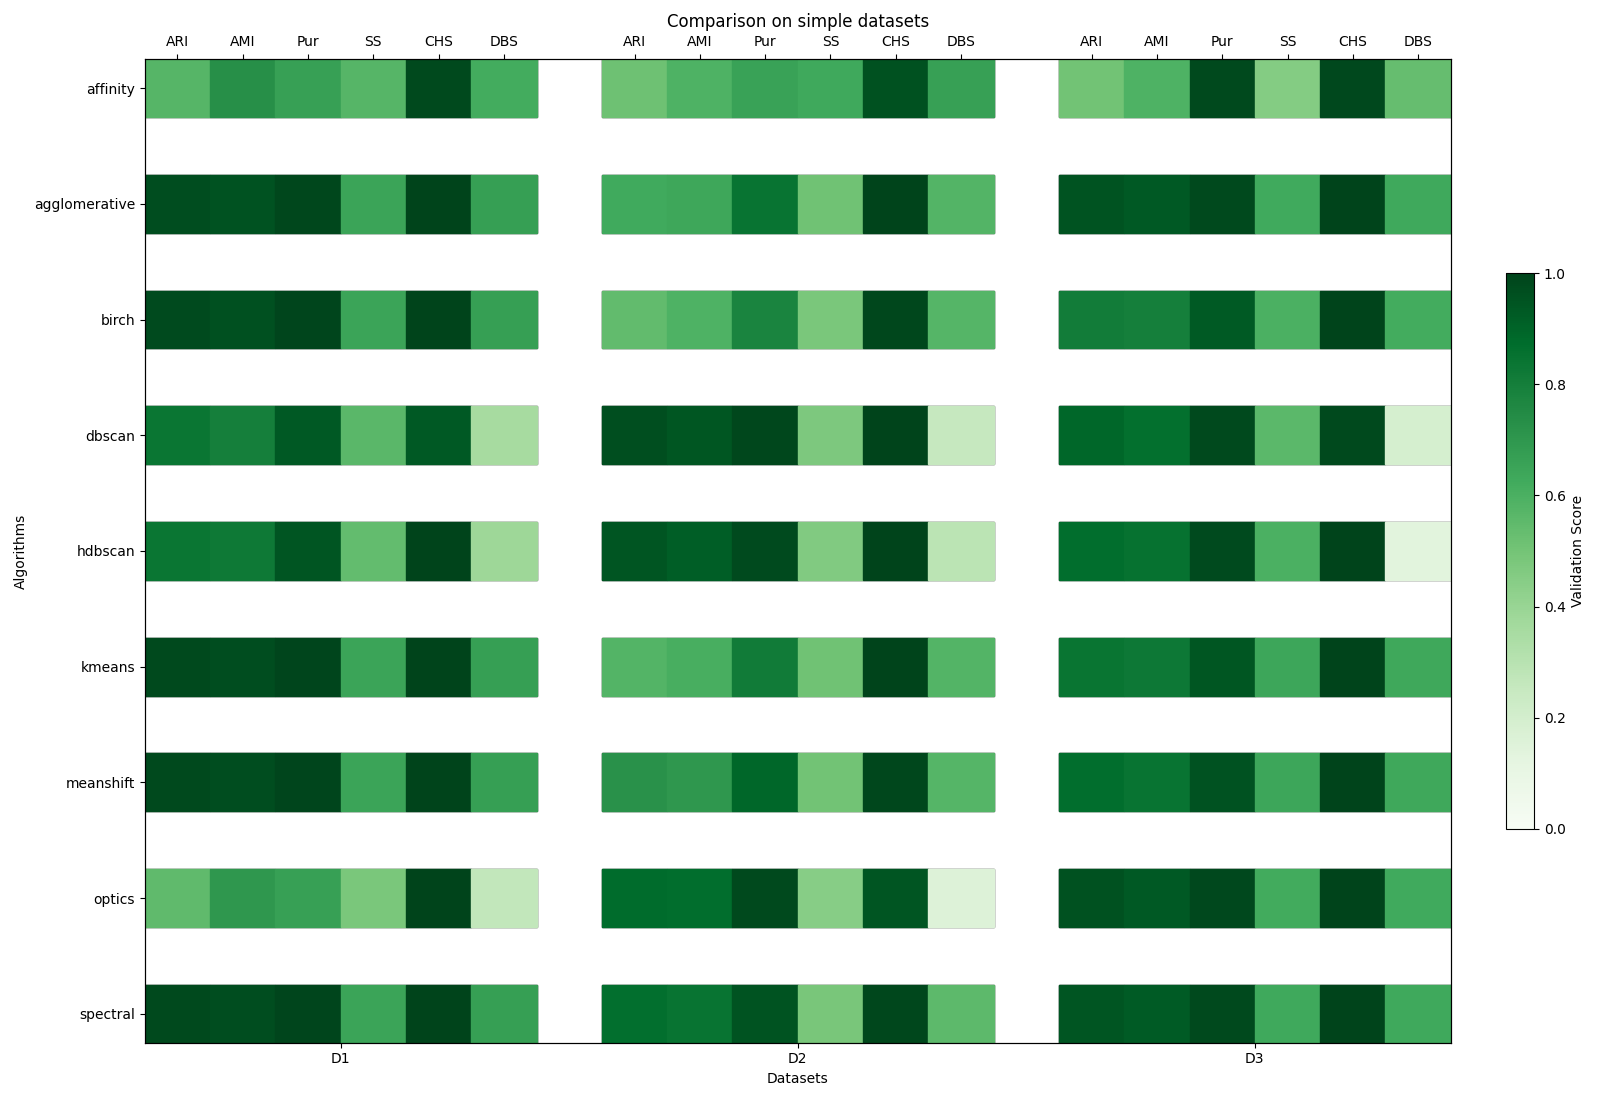 Comparison on simple datasets
ARI AMI Pur SS CHS DBS ARI AMI Pur SS CHS DBS ARI AMI Pur SS CHS DBS
affinity
agglomerative
birch
dbscan
hdbscan
kmeans
meanshift
optics
spectral
Algorithms
D1 D2 D3
Datasets
1.0
0.8
0.6
0.4
0.2
0.0
Validation Score